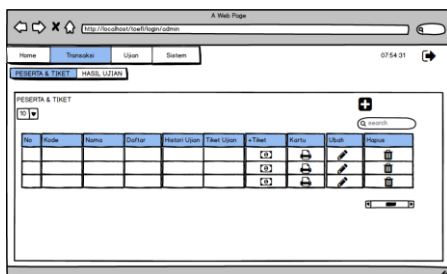 A Web Page
http://localhost/toefl/login/admin
Home Transaksi Ujian Sistem 07:54:31
PESERTA & TIKET HASIL UJIAN
PESERTA & TIKET
10
search
No Kode Nama Daftar Histori Ujian Tiket Ujian +Tiket Kartu Ubah Hapus